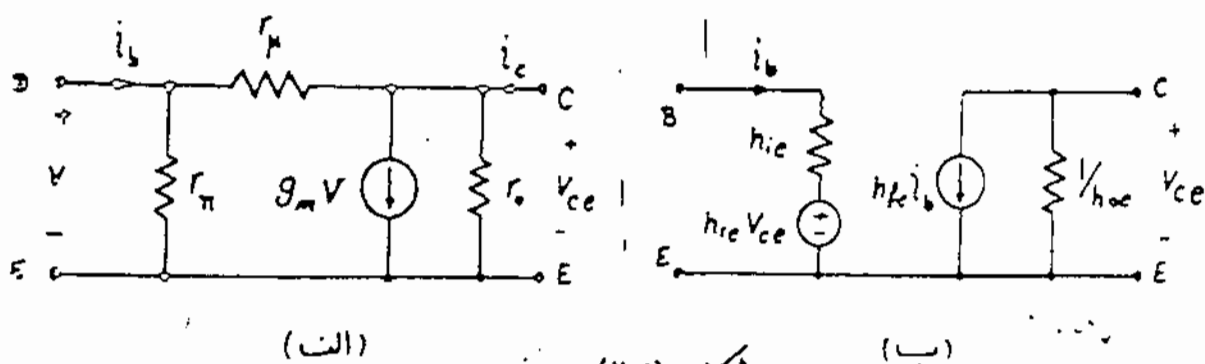 i_b r_μ i_c
B C
+ V − r_π g_m V r_o + V_ce −
E E
(الف)
i_b
B C
h_ie h_fe i_b 1/h_oe + V_ce −
h_re V_ce + −
E E
(ب)